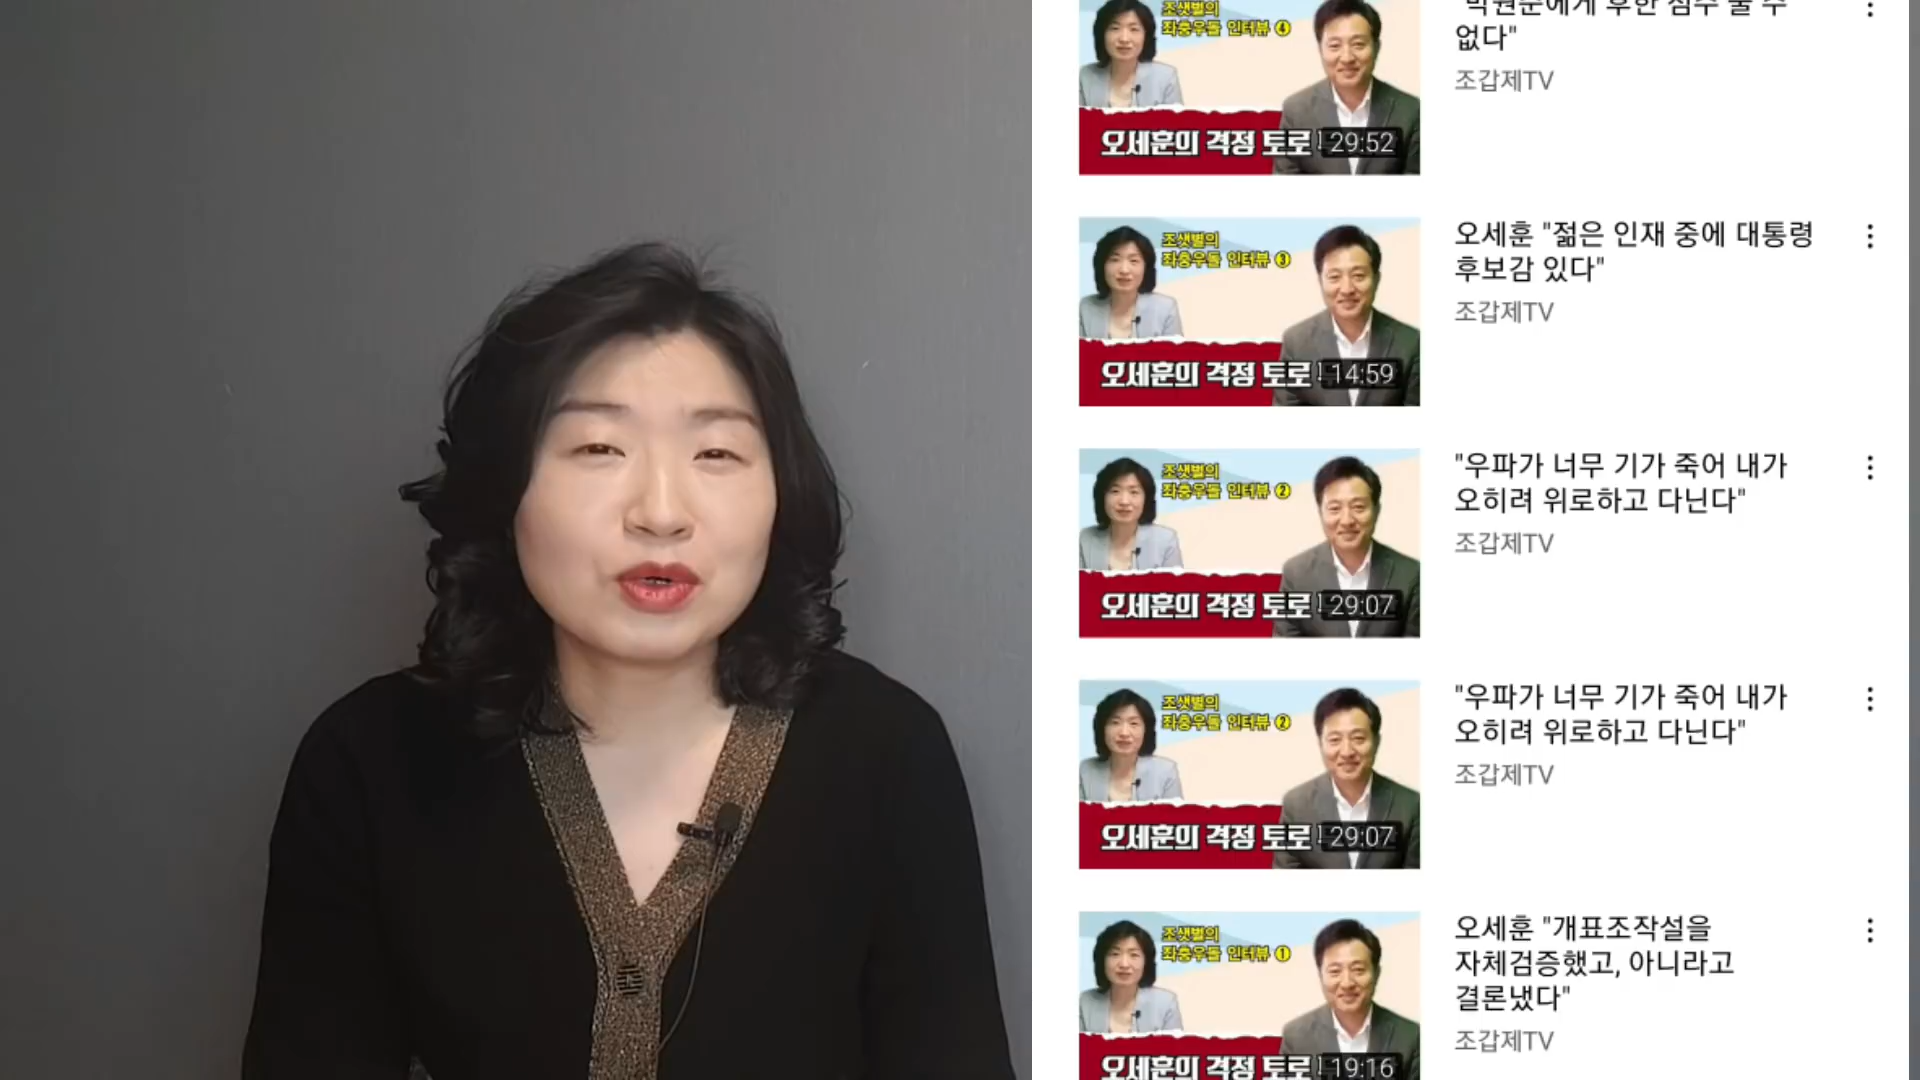 "박원순에게 후한 점수 줄 수
없다"
조갑제TV
조샛별의
좌충우돌 인터뷰 ④
오세훈의 격정 토로
29:52
오세훈 "젊은 인재 중에 대통령
후보감 있다"
조갑제TV
조샛별의
좌충우돌 인터뷰 ③
오세훈의 격정 토로
14:59
"우파가 너무 기가 죽어 내가
오히려 위로하고 다닌다"
조갑제TV
조샛별의
좌충우돌 인터뷰 ②
오세훈의 격정 토로
29:07
"우파가 너무 기가 죽어 내가
오히려 위로하고 다닌다"
조갑제TV
조샛별의
좌충우돌 인터뷰 ②
오세훈의 격정 토로
29:07
오세훈 "개표조작설을
자체검증했고, 아니라고
결론냈다"
조갑제TV
조샛별의
좌충우돌 인터뷰 ①
오세훈의 격정 토로
19:16